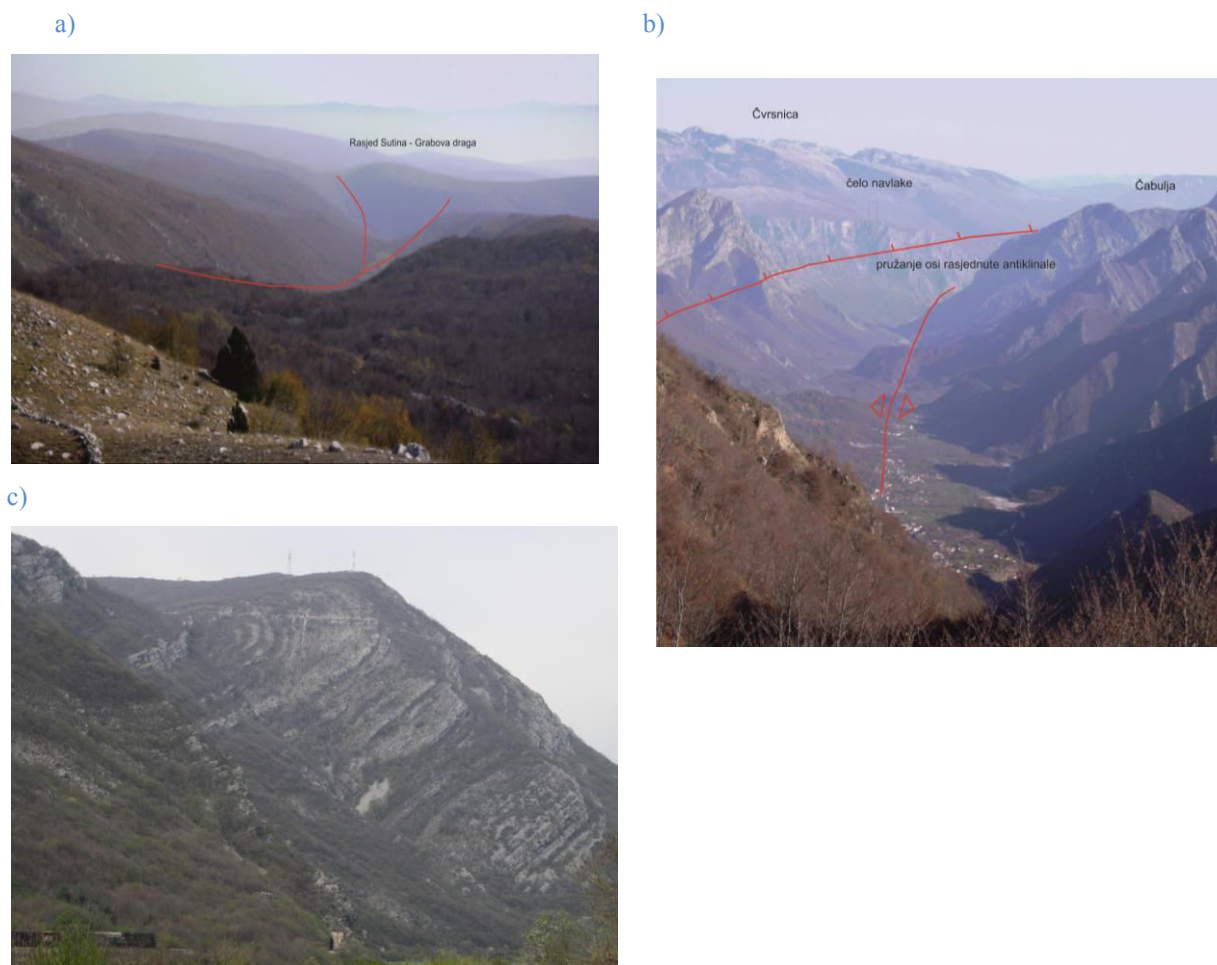 a)
Rasjed Sutina - Grabova draga
b)
Čvrsnica
čelo navlake
Čabulja
pružanje osi rasjednute antiklinale
c)